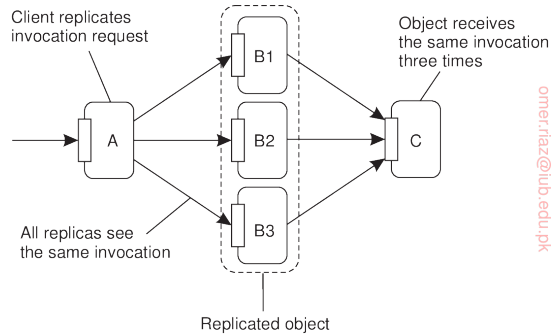 Client replicates
invocation request
Object receives
the same invocation
three times
B1
A
B2
C
B3
All replicas see
the same invocation
Replicated object
omer.riaz@iub.edu.pk